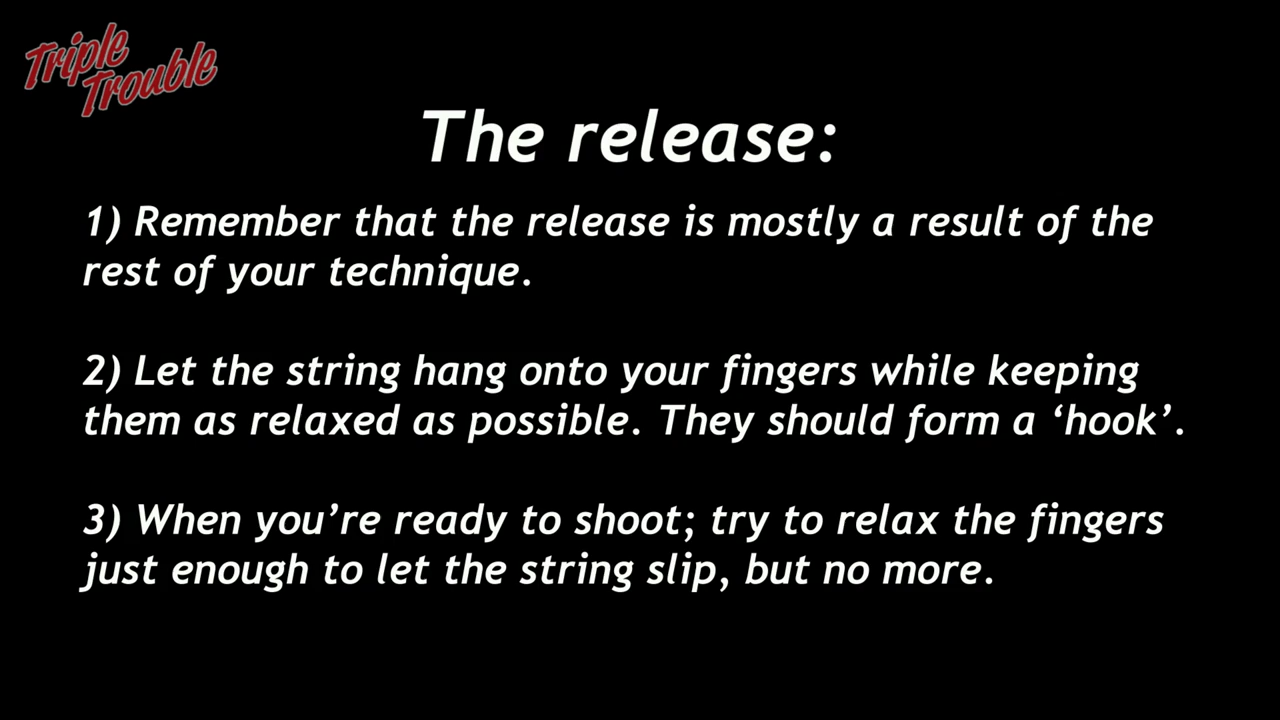 Triple
Trouble
The release:
1) Remember that the release is mostly a result of the
rest of your technique.
2) Let the string hang onto your fingers while keeping
them as relaxed as possible. They should form a ‘hook’.
3) When you’re ready to shoot; try to relax the fingers
just enough to let the string slip, but no more.